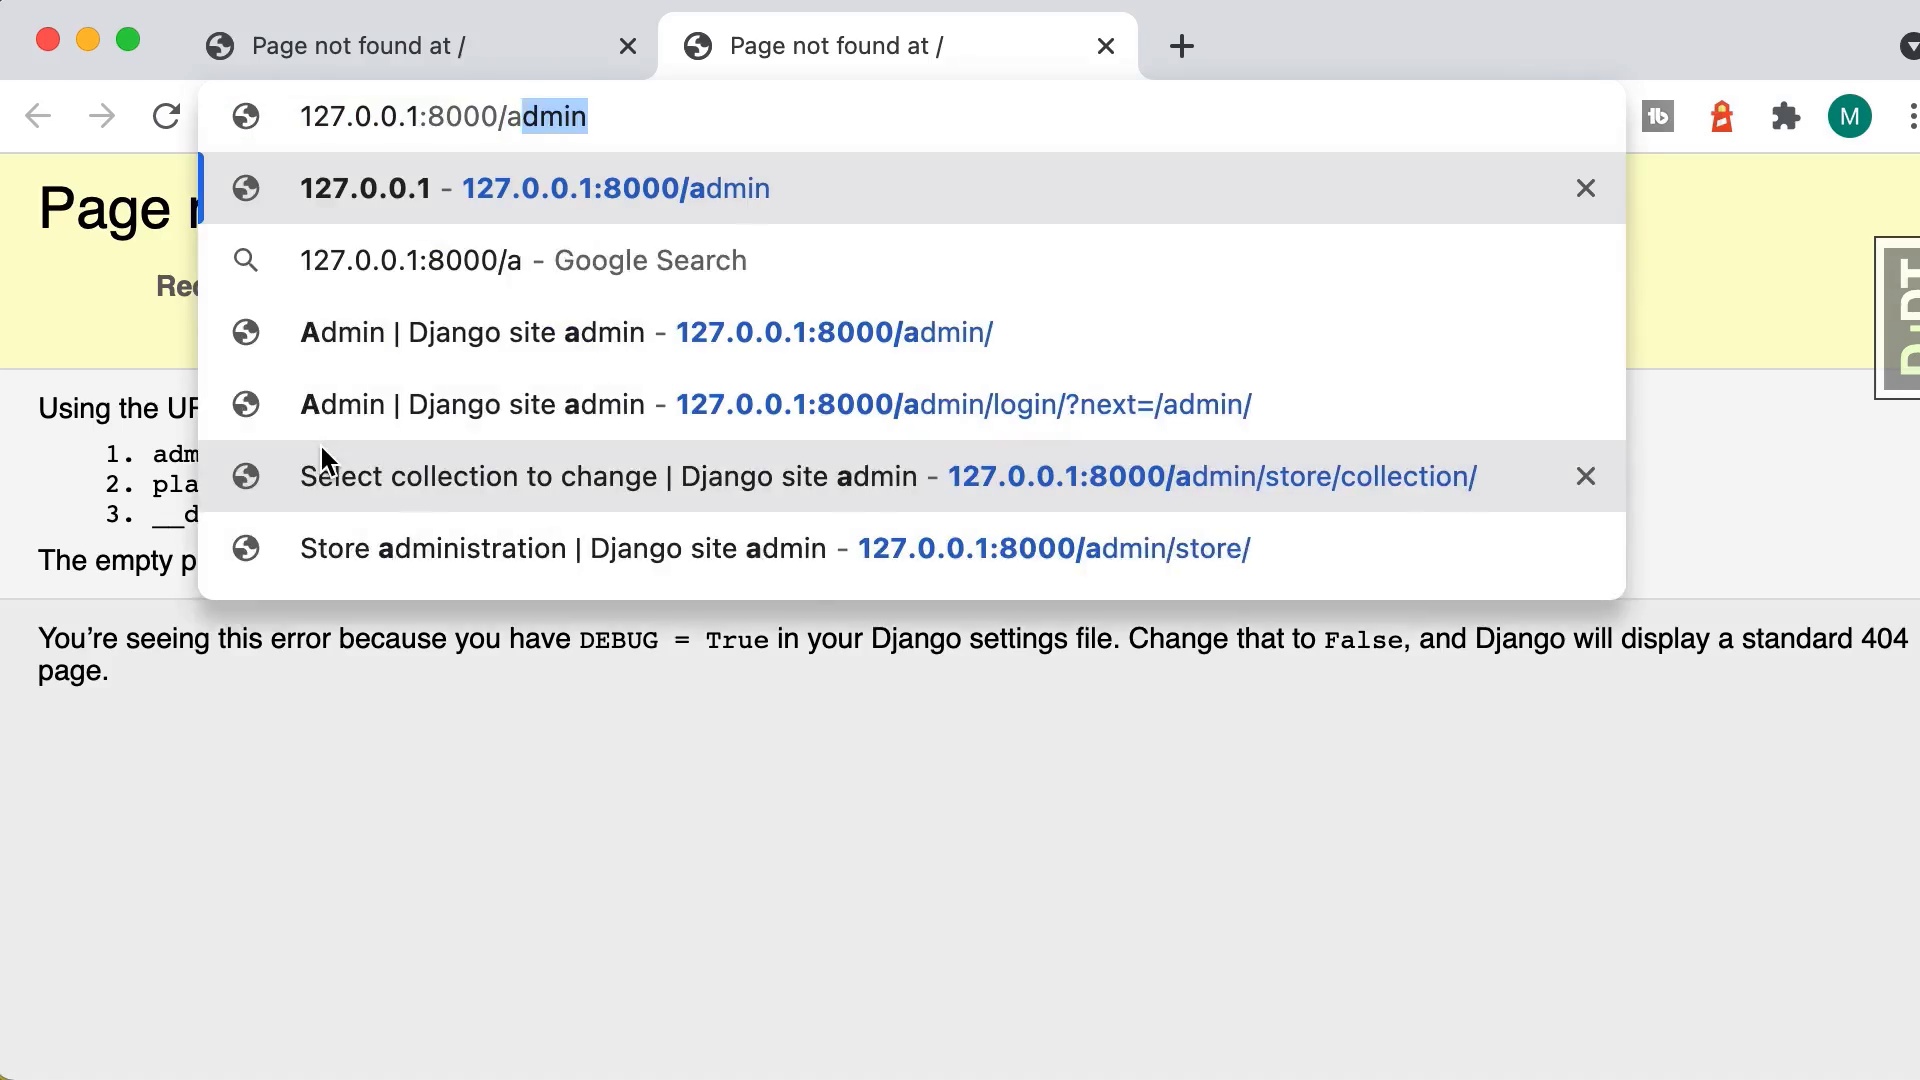 Page not found at /
Page not found at /
127.0.0.1:8000/admin
M
127.0.0.1 - 127.0.0.1:8000/admin
127.0.0.1:8000/a - Google Search
Admin | Django site admin - 127.0.0.1:8000/admin/
Admin | Django site admin - 127.0.0.1:8000/admin/login/?next=/admin/
Select collection to change | Django site admin - 127.0.0.1:8000/admin/store/collection/
Store administration | Django site admin - 127.0.0.1:8000/admin/store/
Page
Using the
1. adm
2. pla
3. __d
The empty p
You’re seeing this error because you have DEBUG = True in your Django settings file. Change that to False, and Django will display a standard 404
page.